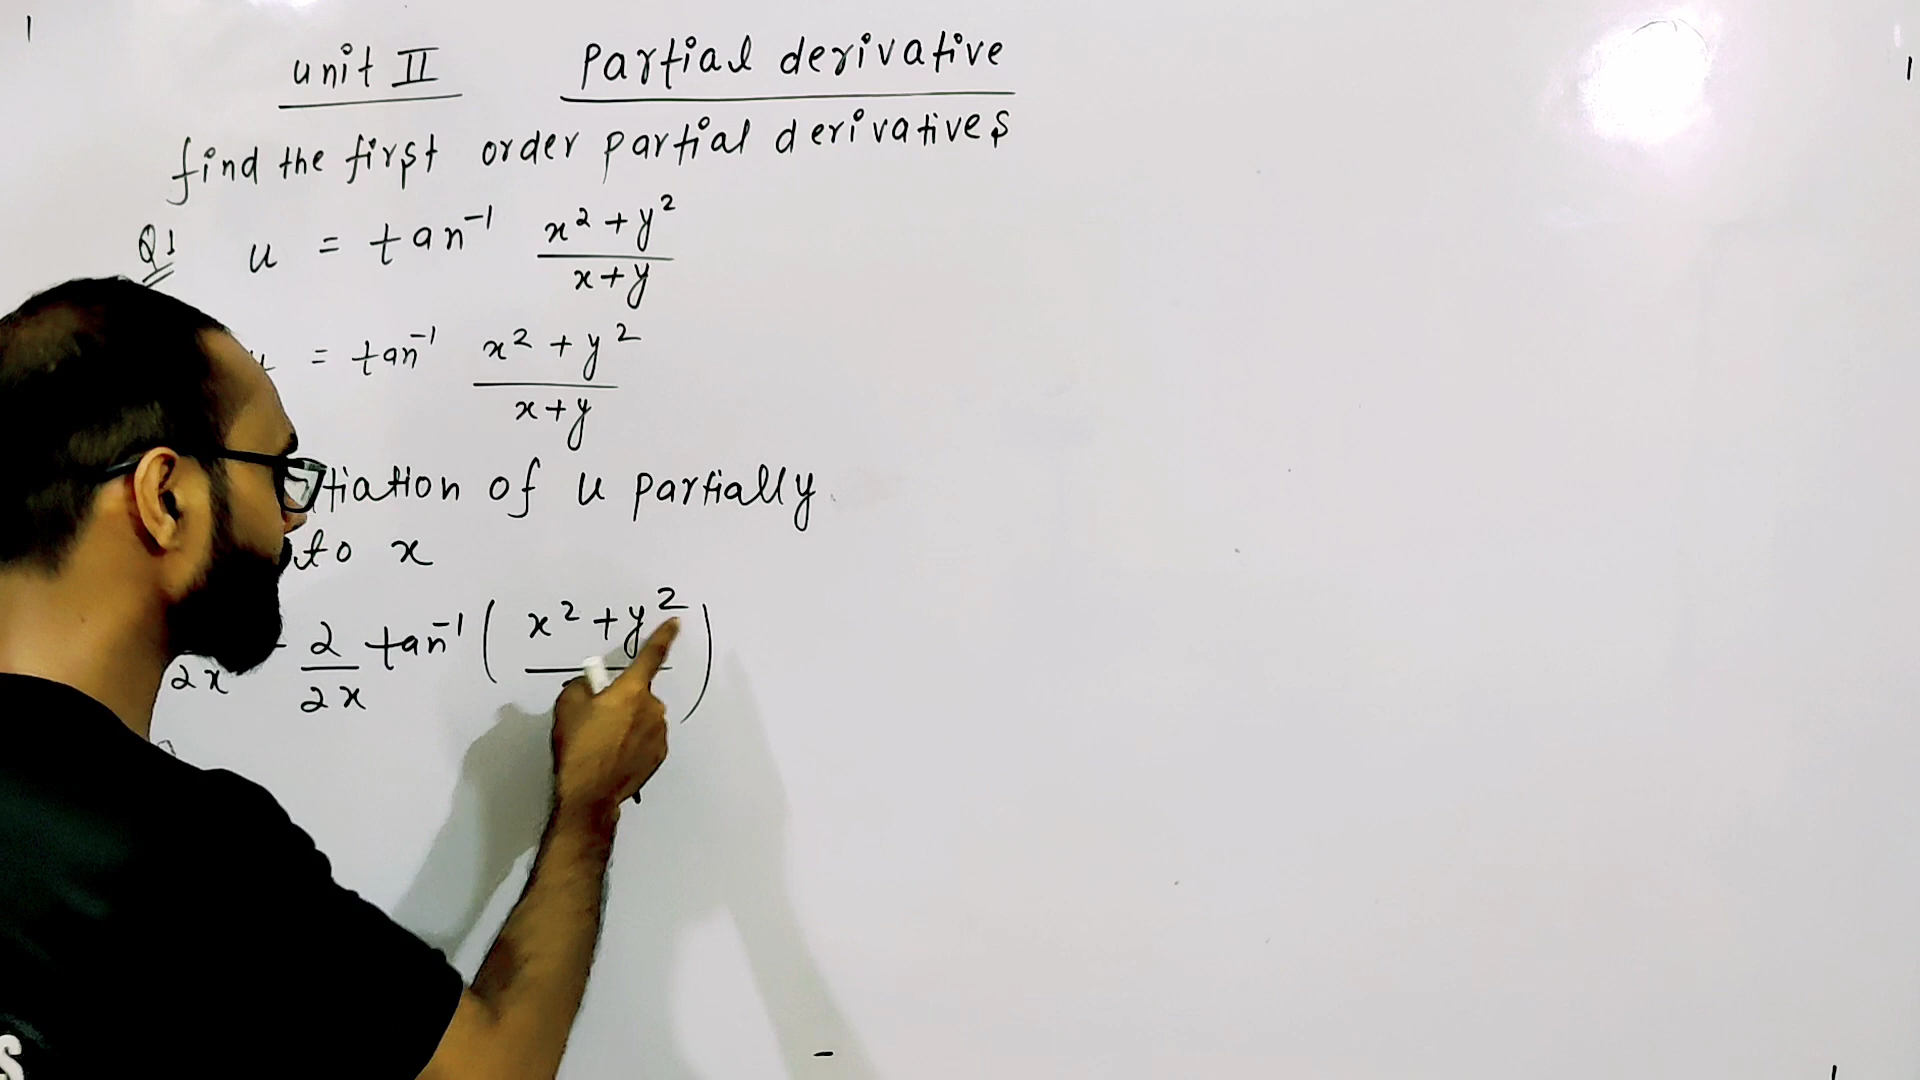 unit II Partial derivative
find the first order partial derivatives
Q1 u = tan⁻¹ x²+y² / x+y
= tan⁻¹ x²+y² / x+y
of u partially
to x
∂x ∂/∂x tan⁻¹ (x²+y²)
S